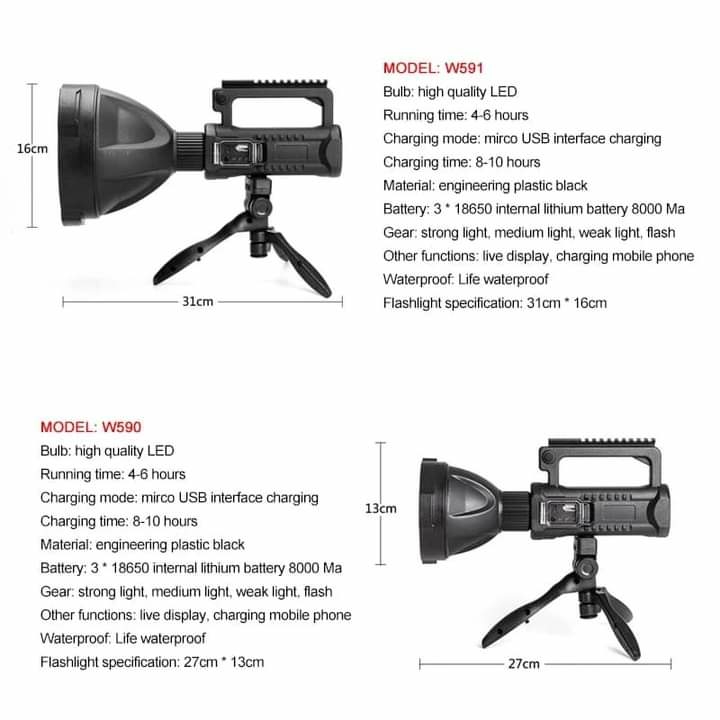 MODEL: W591
Bulb: high quality LED
Running time: 4-6 hours
Charging mode: mirco USB interface charging
Charging time: 8-10 hours
Material: engineering plastic black
Battery: 3 * 18650 internal lithium battery 8000 Ma
Gear: strong light, medium light, weak light, flash
Other functions: live display, charging mobile phone
Waterproof: Life waterproof
Flashlight specification: 31cm * 16cm
16cm
31cm
MODEL: W590
Bulb: high quality LED
Running time: 4-6 hours
Charging mode: mirco USB interface charging
Charging time: 8-10 hours
Material: engineering plastic black
Battery: 3 * 18650 internal lithium battery 8000 Ma
Gear: strong light, medium light, weak light, flash
Other functions: live display, charging mobile phone
Waterproof: Life waterproof
Flashlight specification: 27cm * 13cm
13cm
27cm